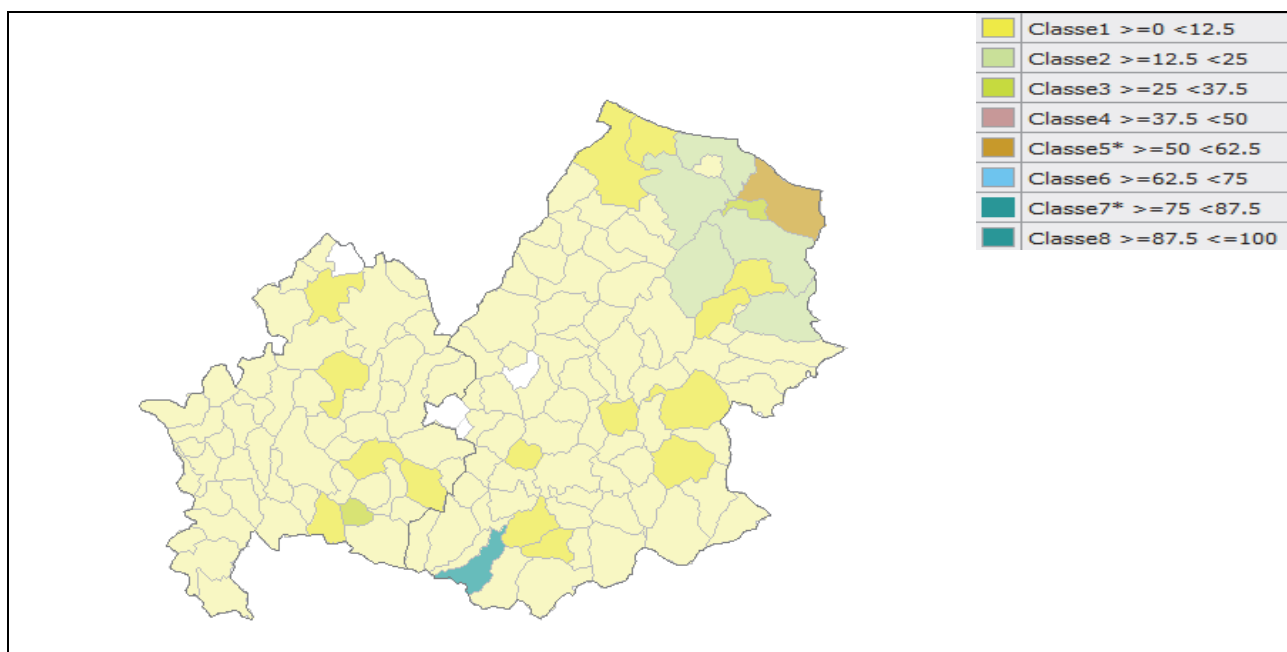 Classe1 >=0 <12.5
Classe2 >=12.5 <25
Classe3 >=25 <37.5
Classe4 >=37.5 <50
Classe5* >=50 <62.5
Classe6 >=62.5 <75
Classe7* >=75 <87.5
Classe8 >=87.5 <=100